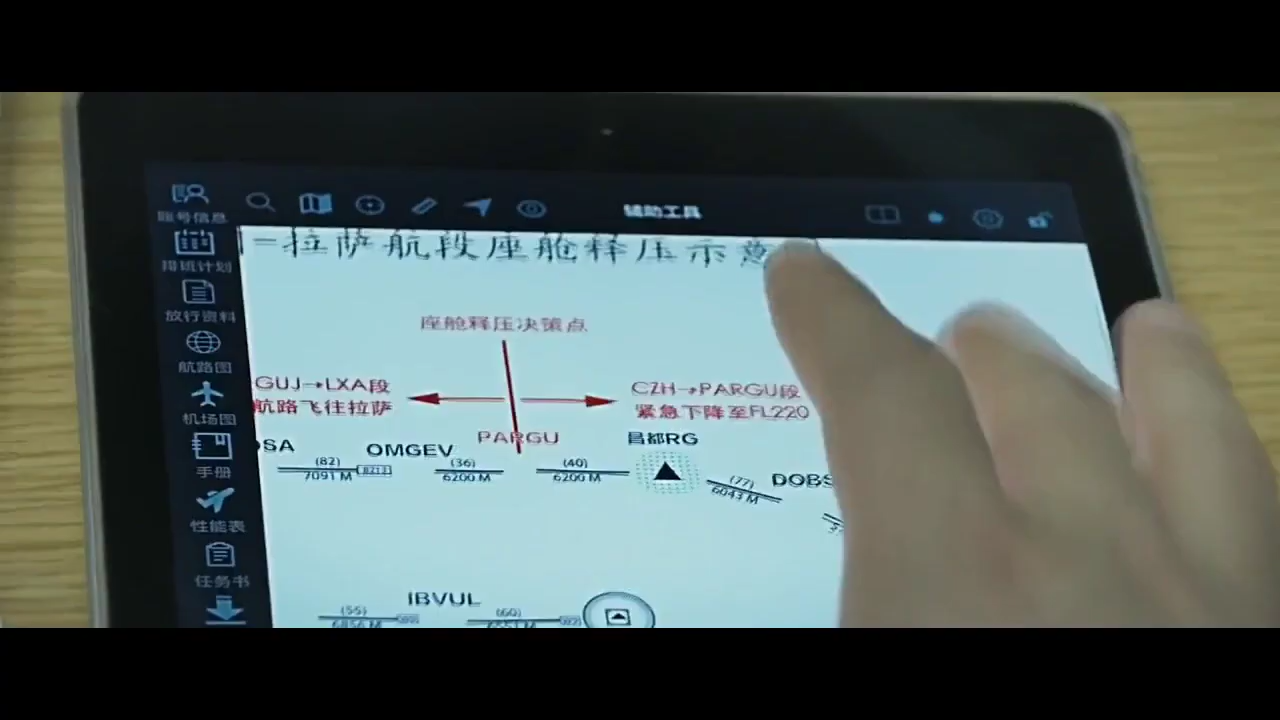 辅助工具
账号信息
排班计划
放行资料
航路图
机场图
手册
性能表
任务书
-拉萨航段座舱释压示意
座舱释压决策点
GUJ→LXA段
航路飞往拉萨
CZH→PARGU段
紧急下降至FL220
PARGU
昌都RG
OMGEV
(82)
7091 M
(36)
6200 M
(40)
6200 M
(77)
6043 M
DOBS
IBVUL
(55)
6856 M
(60)
6551 M